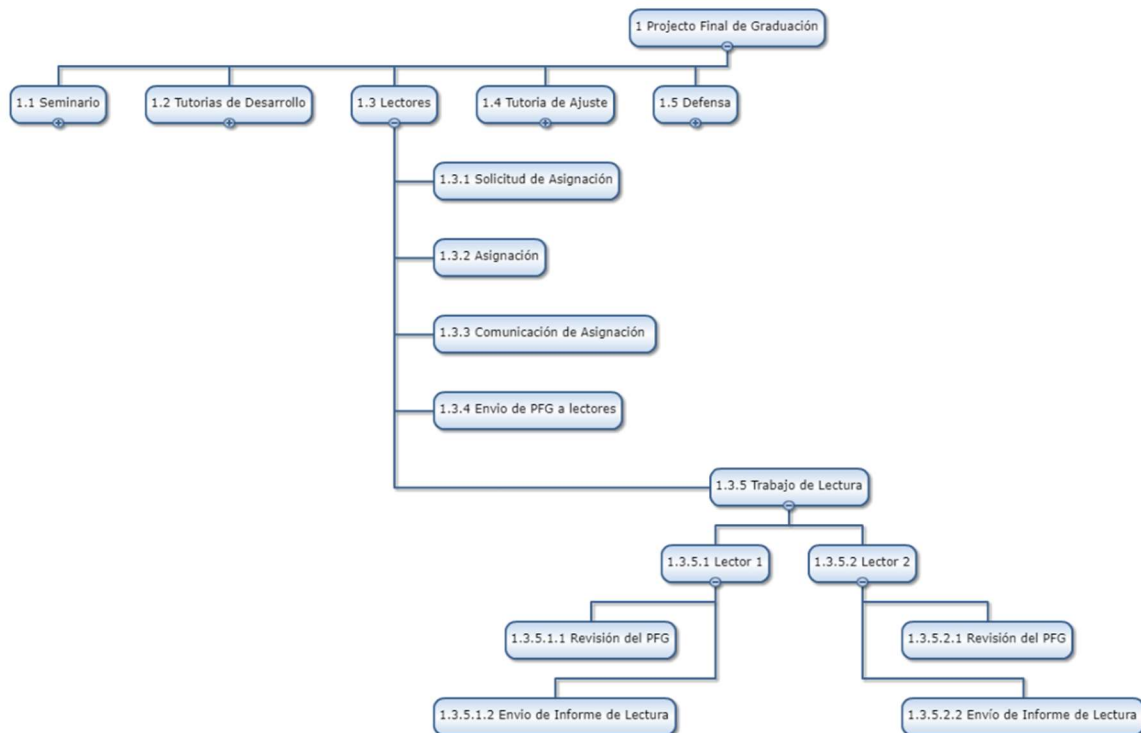 1 Projecto Final de Graduación
1.1 Seminario
1.2 Tutorias de Desarrollo
1.3 Lectores
1.4 Tutoria de Ajuste
1.5 Defensa
1.3.1 Solicitud de Asignación
1.3.2 Asignación
1.3.3 Comunicación de Asignación
1.3.4 Envio de PFG a lectores
1.3.5 Trabajo de Lectura
1.3.5.1 Lector 1
1.3.5.2 Lector 2
1.3.5.1.1 Revisión del PFG
1.3.5.2.1 Revisión del PFG
1.3.5.1.2 Envio de Informe de Lectura
1.3.5.2.2 Envío de Informe de Lectura